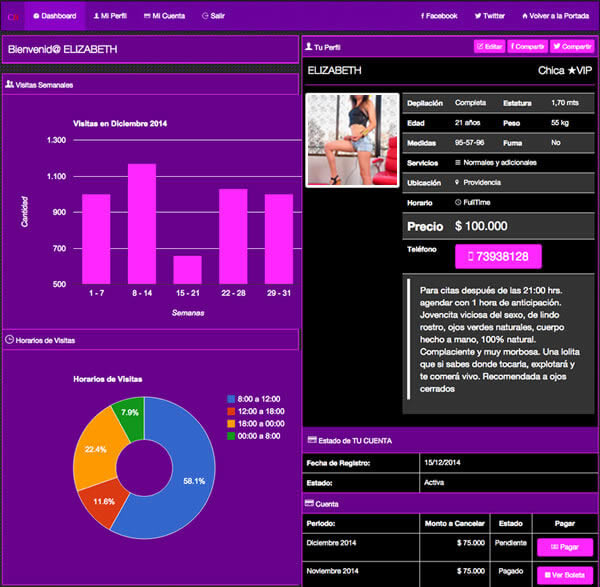 Dashboard Mi Perfil Mi Cuenta Salir Facebook Twitter Volver a la Portada
Bienvenid@ ELIZABETH
Visitas Semanales
Visitas en Diciembre 2014
Cantidad
1.300
1.100
900
700
500
1 - 7 8 - 14 15 - 21 22 - 28 29 - 31
Semanas
Horarios de Visitas
Horarios de Visitas
8:00 a 12:00
12:00 a 18:00
18:00 a 00:00
00:00 a 8:00
7.9%
22.4%
11.6%
58.1%
Tu Perfil Editar Compartir Compartir
ELIZABETH Chica ★VIP
Depilación Completa Estatura 1,70 mts
Edad 21 años Peso 55 kg
Medidas 95-57-96 Fuma No
Servicios Normales y adicionales
Ubicación Providencia
Horario FullTime
Precio $ 100.000
Teléfono 73938128
Para citas después de las 21:00 hrs.
agendar con 1 hora de anticipación.
Jovencita viciosa del sexo, de lindo
rostro, ojos verdes naturales, cuerpo
hecho a mano, 100% natural.
Complaciente y muy morbosa. Una lolita
que si sabes donde tocarla, explotará y
te comerá vivo. Recomendada a ojos
cerrados
Estado de TU CUENTA
Fecha de Registro: 15/12/2014
Estado: Activa
Cuenta
Periodo: Monto a Cancelar Estado Pagar
Diciembre 2014 $ 75.000 Pendiente Pagar
Noviembre 2014 $ 75.000 Pagado Ver Boleta